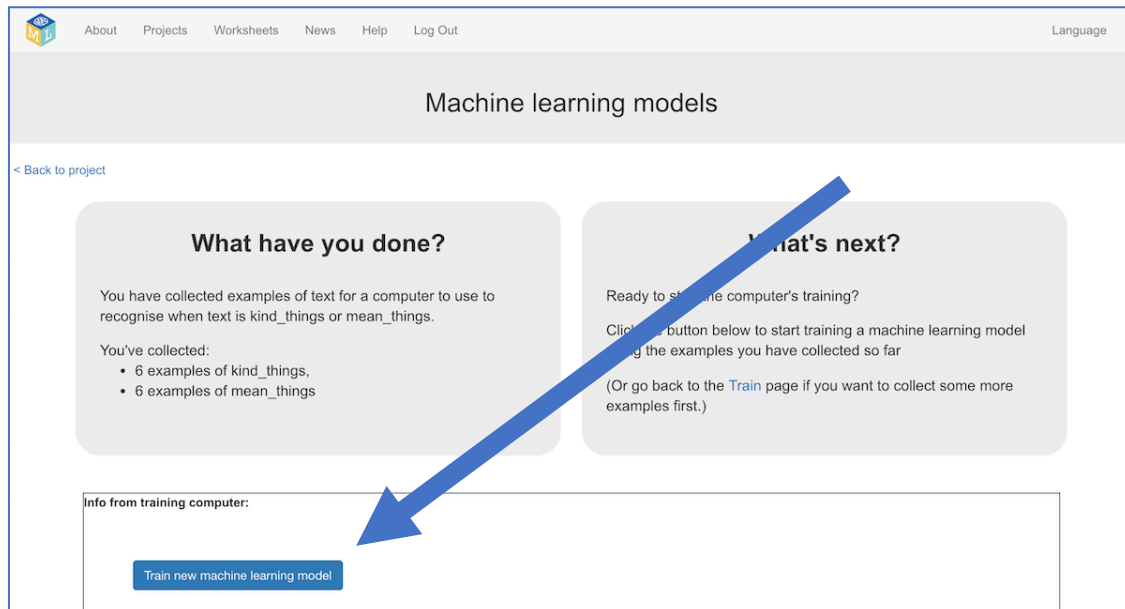 ML
About Projects Worksheets News Help Log Out Language
Machine learning models
< Back to project
What have you done?
You have collected examples of text for a computer to use to
recognise when text is kind_things or mean_things.
You've collected:
• 6 examples of kind_things,
• 6 examples of mean_things
next?
Ready to the computer's training?
button below to start training a machine learning model
the examples you have collected so far
(Or go back to the Train page if you want to collect some more
examples first.)
Info from training computer:
Train new machine learning model